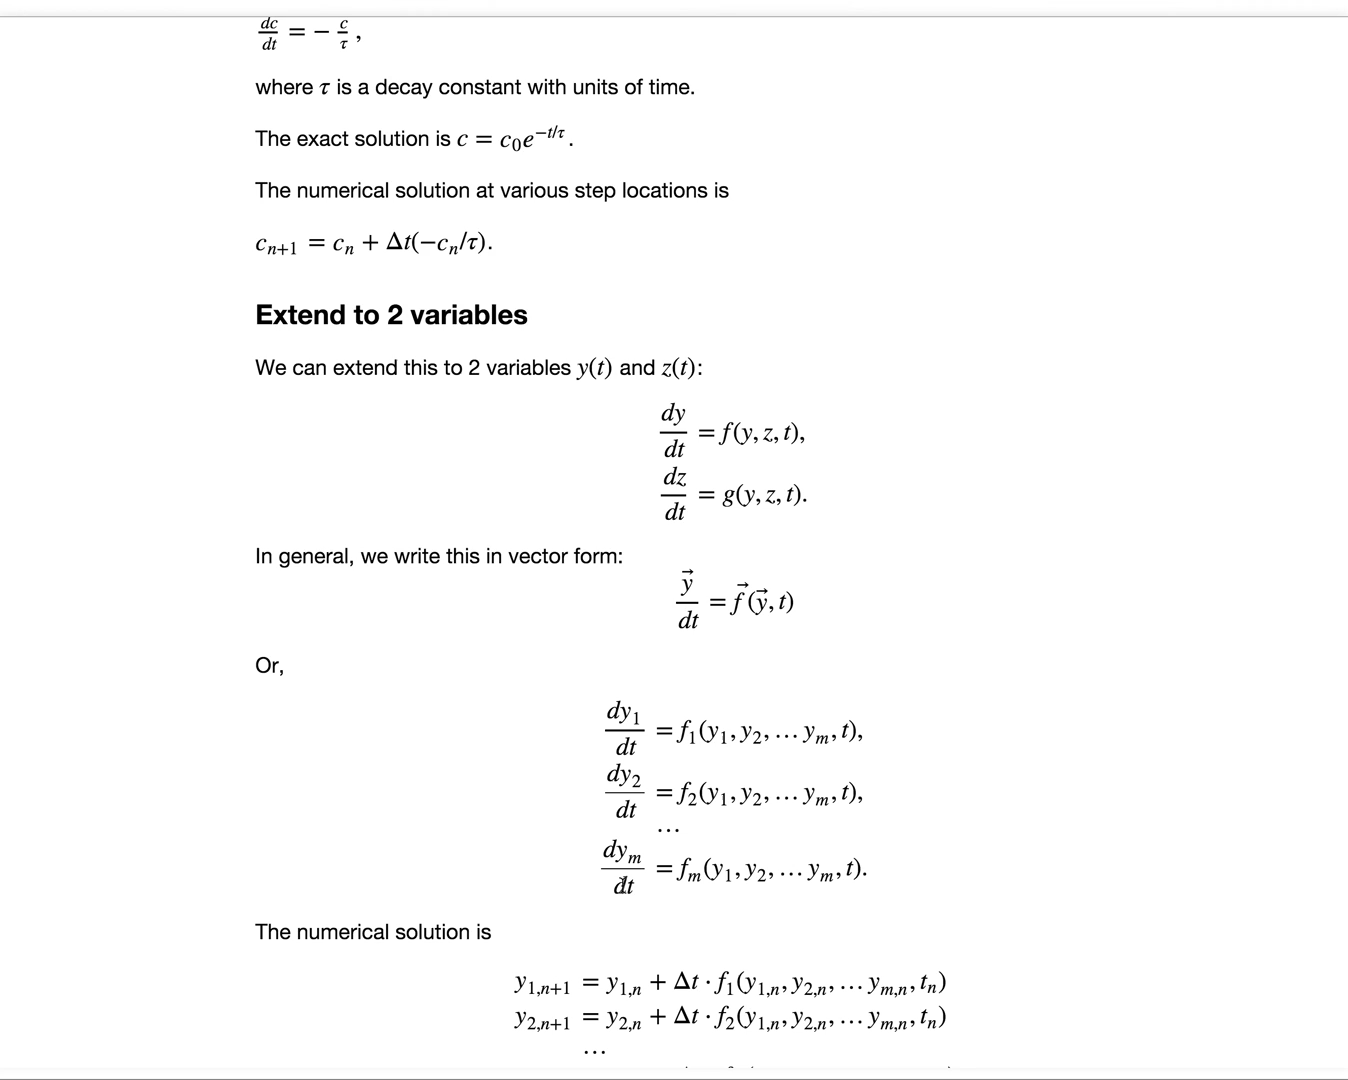 dc/dt = − c/τ ,
where τ is a decay constant with units of time.
The exact solution is c = c₀e^{−t/τ}.
The numerical solution at various step locations is
c_{n+1} = c_n + Δt(−c_n/τ).
Extend to 2 variables
We can extend this to 2 variables y(t) and z(t):
dy/dt = f(y, z, t),
dz/dt = g(y, z, t).
In general, we write this in vector form:
\vec{y}/dt = \vec{f}(\vec{y}, t)
Or,
dy₁/dt = f₁(y₁, y₂, … y_m, t),
dy₂/dt = f₂(y₁, y₂, … y_m, t),
…
dy_m/dt = f_m(y₁, y₂, … y_m, t).
The numerical solution is
y_{1,n+1} = y_{1,n} + Δt · f₁(y_{1,n}, y_{2,n}, … y_{m,n}, t_n)
y_{2,n+1} = y_{2,n} + Δt · f₂(y_{1,n}, y_{2,n}, … y_{m,n}, t_n)
…